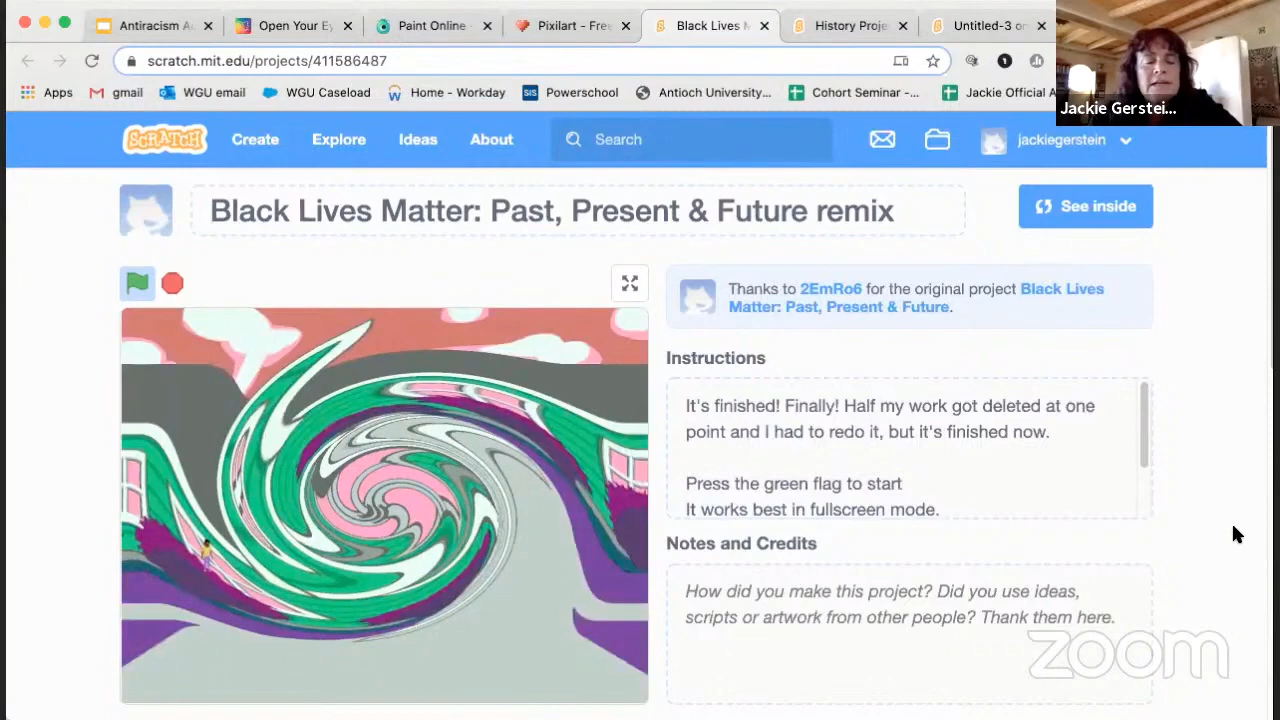 Antiracism A
Open Your Ey
Paint Online -
Pixilart - Free
Black Lives M
History Proje
Untitled-3 on
scratch.mit.edu/projects/411586487
Apps
gmail
WGU email
WGU Caseload
Home - Workday
SIS Powerschool
Antioch University...
Cohort Seminar -...
Jackie Official A
Jackie Gerstei...
SCRATCH
Create
Explore
Ideas
About
Search
jackiegerstein
Black Lives Matter: Past, Present & Future remix
See inside
Thanks to 2EmRo6 for the original project Black Lives
Matter: Past, Present & Future.
Instructions
It's finished! Finally! Half my work got deleted at one
point and I had to redo it, but it's finished now.
Press the green flag to start
It works best in fullscreen mode.
Notes and Credits
How did you make this project? Did you use ideas,
scripts or artwork from other people? Thank them here.
zoom